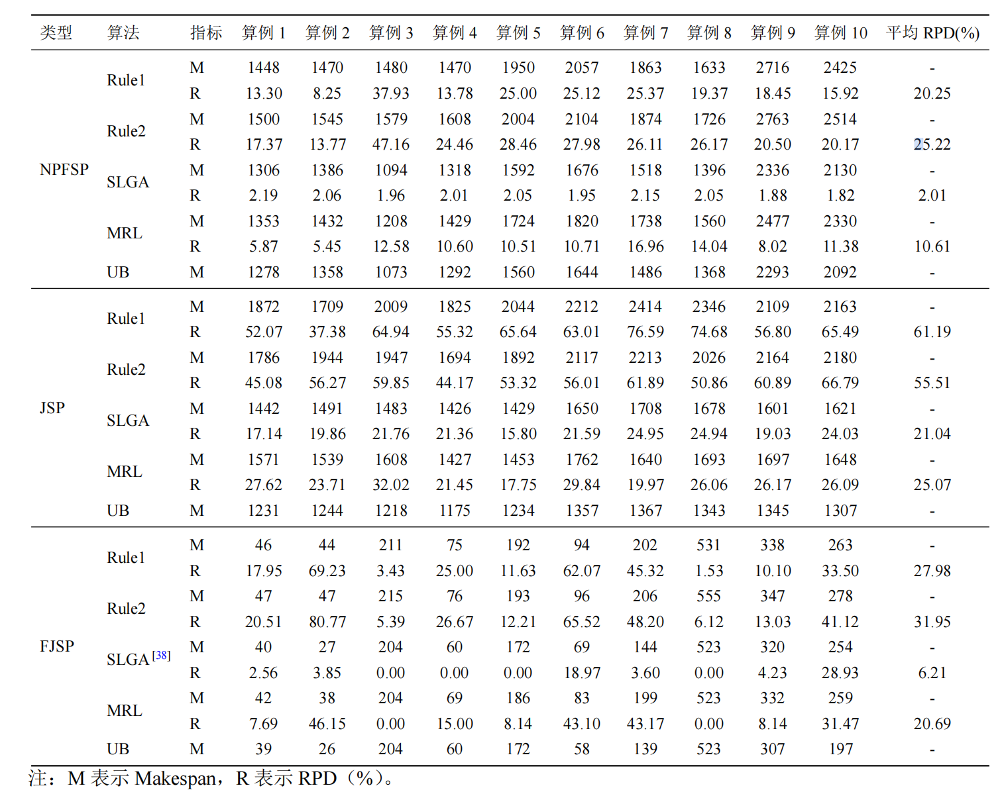 类型 算法 指标 算例 1 算例 2 算例 3 算例 4 算例 5 算例 6 算例 7 算例 8 算例 9 算例 10 平均 RPD(%)
NPFSP Rule1 M 1448 1470 1480 1470 1950 2057 1863 1633 2716 2425 -
R 13.30 8.25 37.93 13.78 25.00 25.12 25.37 19.37 18.45 15.92 20.25
Rule2 M 1500 1545 1579 1608 2004 2104 1874 1726 2763 2514 -
R 17.37 13.77 47.16 24.46 28.46 27.98 26.11 26.17 20.50 20.17 25.22
SLGA M 1306 1386 1094 1318 1592 1676 1518 1396 2336 2130 -
R 2.19 2.06 1.96 2.01 2.05 1.95 2.15 2.05 1.88 1.82 2.01
MRL M 1353 1432 1208 1429 1724 1820 1738 1560 2477 2330 -
R 5.87 5.45 12.58 10.60 10.51 10.71 16.96 14.04 8.02 11.38 10.61
UB M 1278 1358 1073 1292 1560 1644 1486 1368 2293 2092 -
JSP Rule1 M 1872 1709 2009 1825 2044 2212 2414 2346 2109 2163 -
R 52.07 37.38 64.94 55.32 65.64 63.01 76.59 74.68 56.80 65.49 61.19
Rule2 M 1786 1944 1947 1694 1892 2117 2213 2026 2164 2180 -
R 45.08 56.27 59.85 44.17 53.32 56.01 61.89 50.86 60.89 66.79 55.51
SLGA M 1442 1491 1483 1426 1429 1650 1708 1678 1601 1621 -
R 17.14 19.86 21.76 21.36 15.80 21.59 24.95 24.94 19.03 24.03 21.04
MRL M 1571 1539 1608 1427 1453 1762 1640 1693 1697 1648 -
R 27.62 23.71 32.02 21.45 17.75 29.84 19.97 26.06 26.17 26.09 25.07
UB M 1231 1244 1218 1175 1234 1357 1367 1343 1345 1307 -
FJSP Rule1 M 46 44 211 75 192 94 202 531 338 263 -
R 17.95 69.23 3.43 25.00 11.63 62.07 45.32 1.53 10.10 33.50 27.98
Rule2 M 47 47 215 76 193 96 206 555 347 278 -
R 20.51 80.77 5.39 26.67 12.21 65.52 48.20 6.12 13.03 41.12 31.95
SLGA[38] M 40 27 204 60 172 69 144 523 320 254 -
R 2.56 3.85 0.00 0.00 0.00 18.97 3.60 0.00 4.23 28.93 6.21
MRL M 42 38 204 69 186 83 199 523 332 259 -
R 7.69 46.15 0.00 15.00 8.14 43.10 43.17 0.00 8.14 31.47 20.69
UB M 39 26 204 60 172 58 139 523 307 197 -
注：M 表示 Makespan，R 表示 RPD（%）。